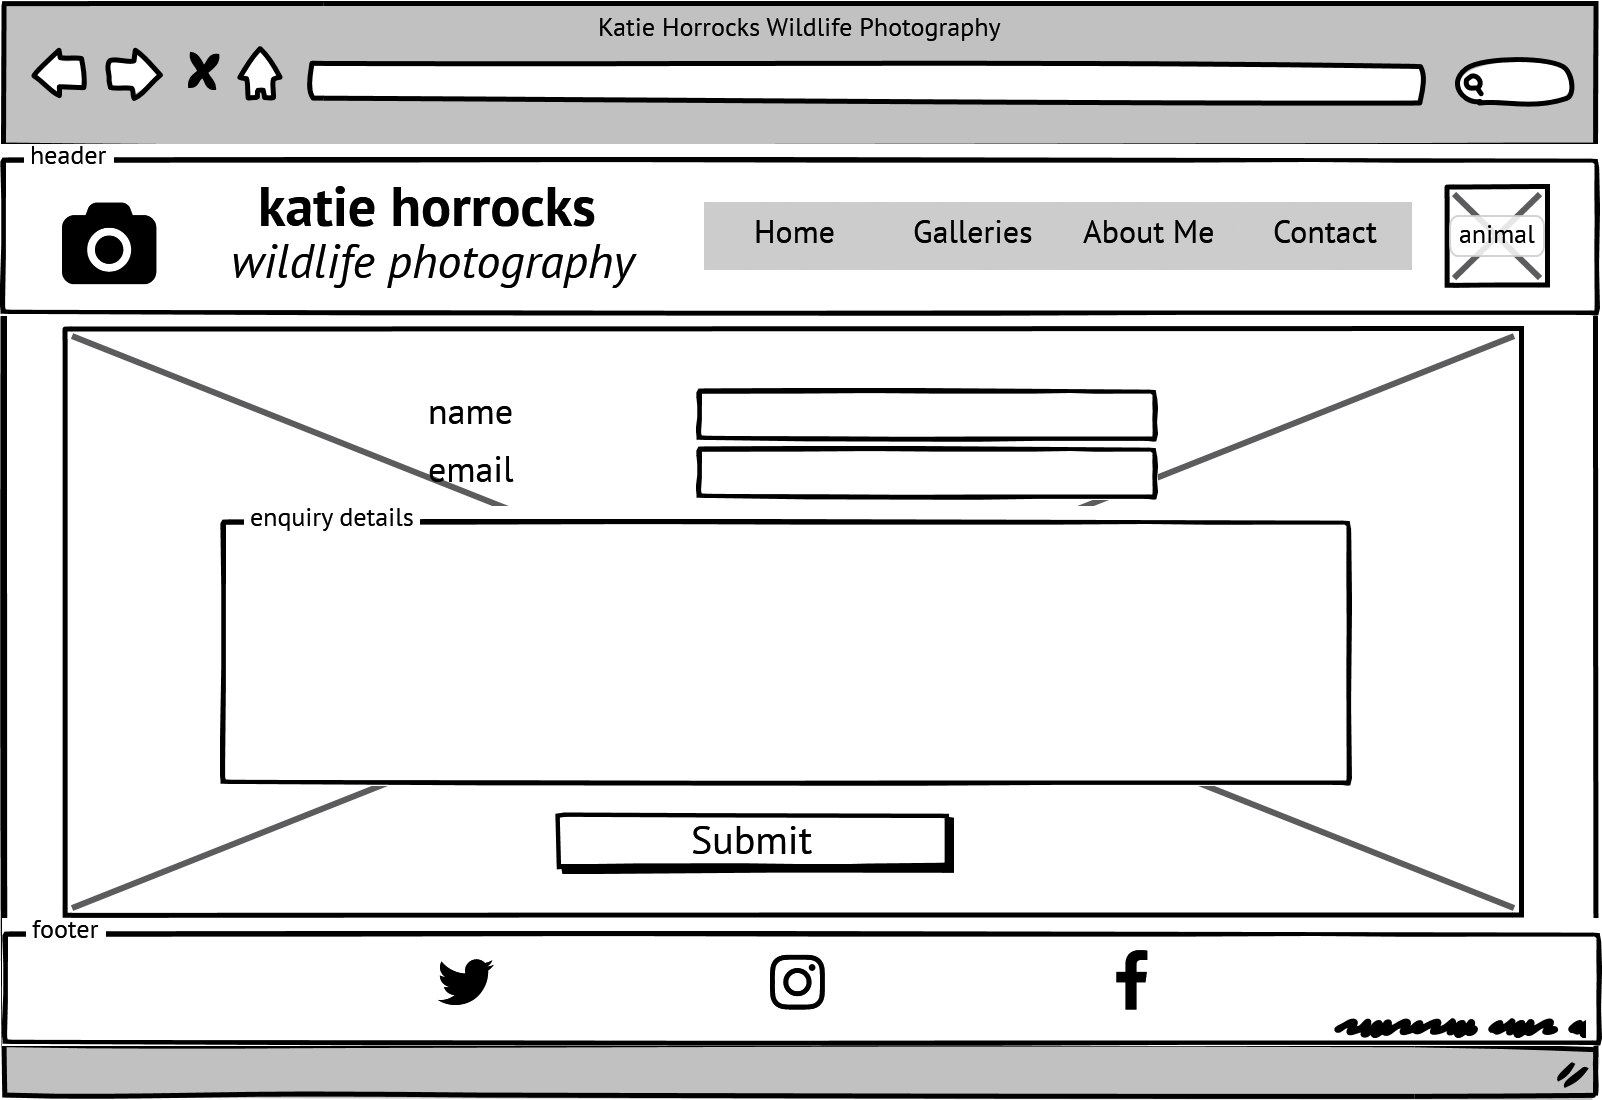 Katie Horrocks Wildlife Photography
header
katie horrocks
wildlife photography
Home Galleries About Me Contact
animal
name
email
enquiry details
Submit
footer